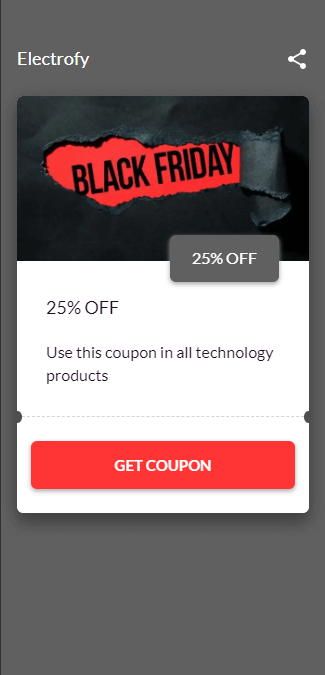 Electrofy
BLACK FRIDAY
25% OFF
25% OFF
Use this coupon in all technology
products
GET COUPON